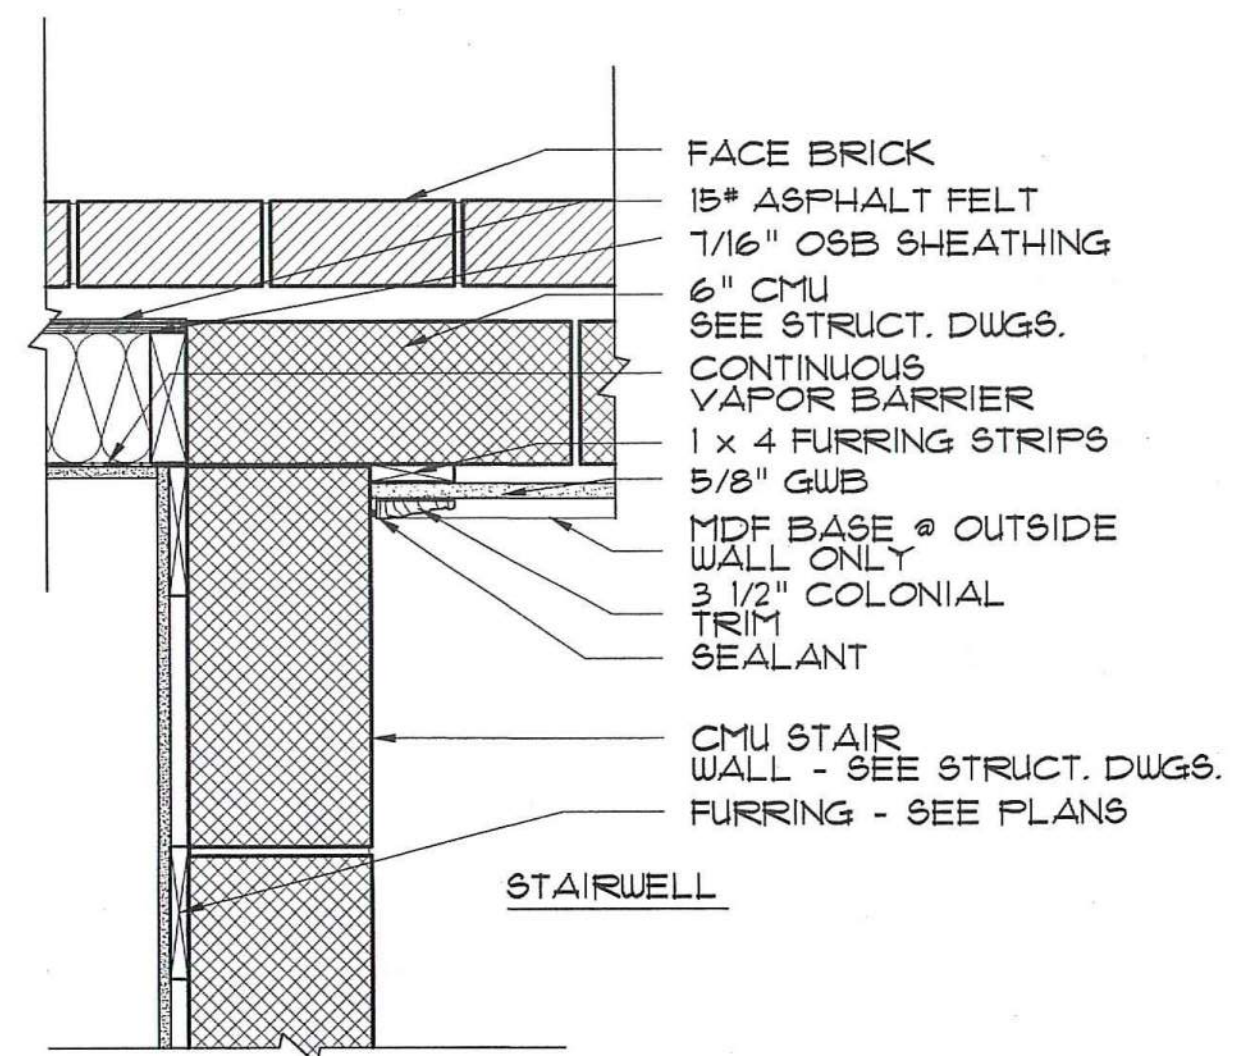 FACE BRICK
15# ASPHALT FELT
7/16" OSB SHEATHING
6" CMU
SEE STRUCT. DWGS.
CONTINUOUS
VAPOR BARRIER
1 x 4 FURRING STRIPS
5/8" GWB
MDF BASE @ OUTSIDE
WALL ONLY
3 1/2" COLONIAL
TRIM
SEALANT
CMU STAIR
WALL - SEE STRUCT. DWGS.
FURRING - SEE PLANS
STAIRWELL